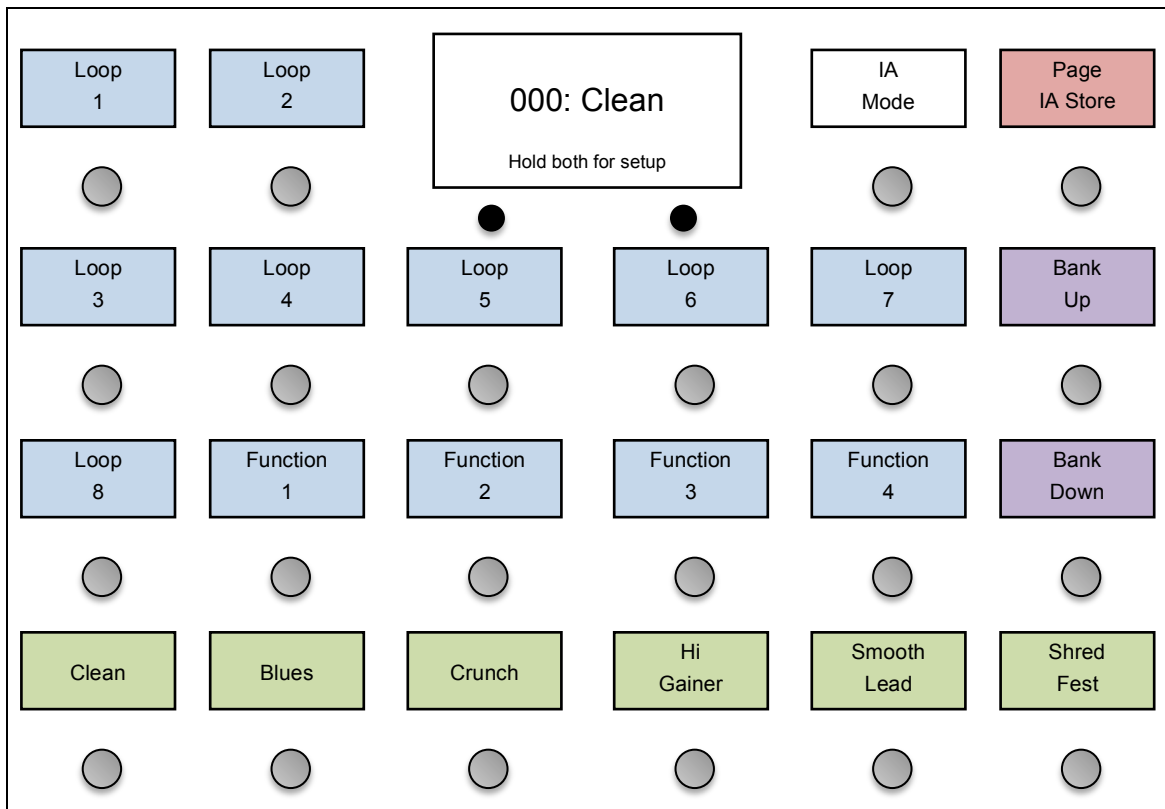 Loop
1
Loop
2
000: Clean
Hold both for setup
IA
Mode
Page
IA Store
Loop
3
Loop
4
Loop
5
Loop
6
Loop
7
Bank
Up
Loop
8
Function
1
Function
2
Function
3
Function
4
Bank
Down
Clean
Blues
Crunch
Hi
Gainer
Smooth
Lead
Shred
Fest